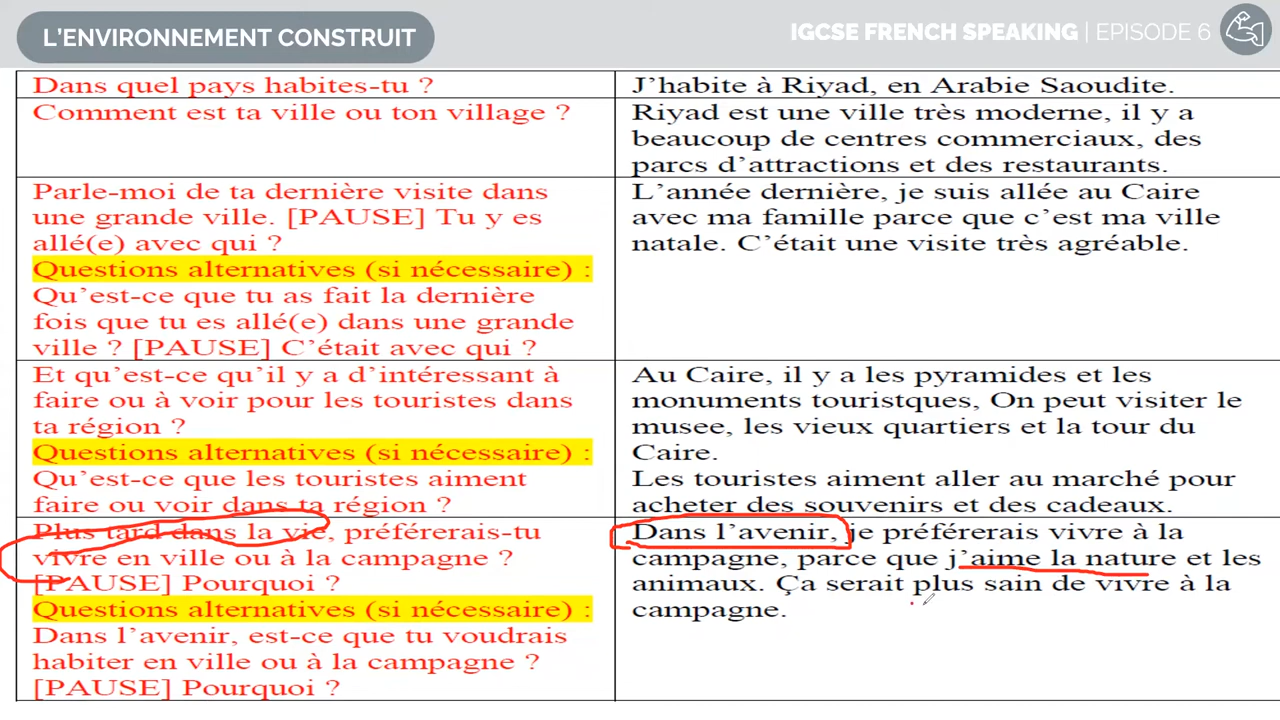 L'ENVIRONNEMENT CONSTRUIT
IGCSE FRENCH SPEAKING | EPISODE 6
Dans quel pays habites-tu ?
J'habite à Riyad, en Arabie Saoudite.
Comment est ta ville ou ton village ?
Riyad est une ville très moderne, il y a
beaucoup de centres commerciaux, des
parcs d'attractions et des restaurants.
Parle-moi de ta dernière visite dans
une grande ville. [PAUSE] Tu y es
allé(e) avec qui ?
Questions alternatives (si nécessaire) :
Qu'est-ce que tu as fait la dernière
fois que tu es allé(e) dans une grande
ville ? [PAUSE] C'était avec qui ?
L'année dernière, je suis allée au Caire
avec ma famille parce que c'est ma ville
natale. C'était une visite très agréable.
Et qu'est-ce qu'il y a d'intéressant à
faire ou à voir pour les touristes dans
ta région ?
Questions alternatives (si nécessaire) :
Qu'est-ce que les touristes aiment
faire ou voir dans ta région ?
Au Caire, il y a les pyramides et les
monuments touristques, On peut visiter le
musee, les vieux quartiers et la tour du
Caire.
Les touristes aiment aller au marché pour
acheter des souvenirs et des cadeaux.
Plus tard dans la vie, préférerais-tu
vivre en ville ou à la campagne ?
[PAUSE] Pourquoi ?
Questions alternatives (si nécessaire) :
Dans l'avenir, est-ce que tu voudrais
habiter en ville ou à la campagne ?
[PAUSE] Pourquoi ?
Dans l'avenir, je préférerais vivre à la
campagne, parce que j'aime la nature et les
animaux. Ça serait plus sain de vivre à la
campagne.